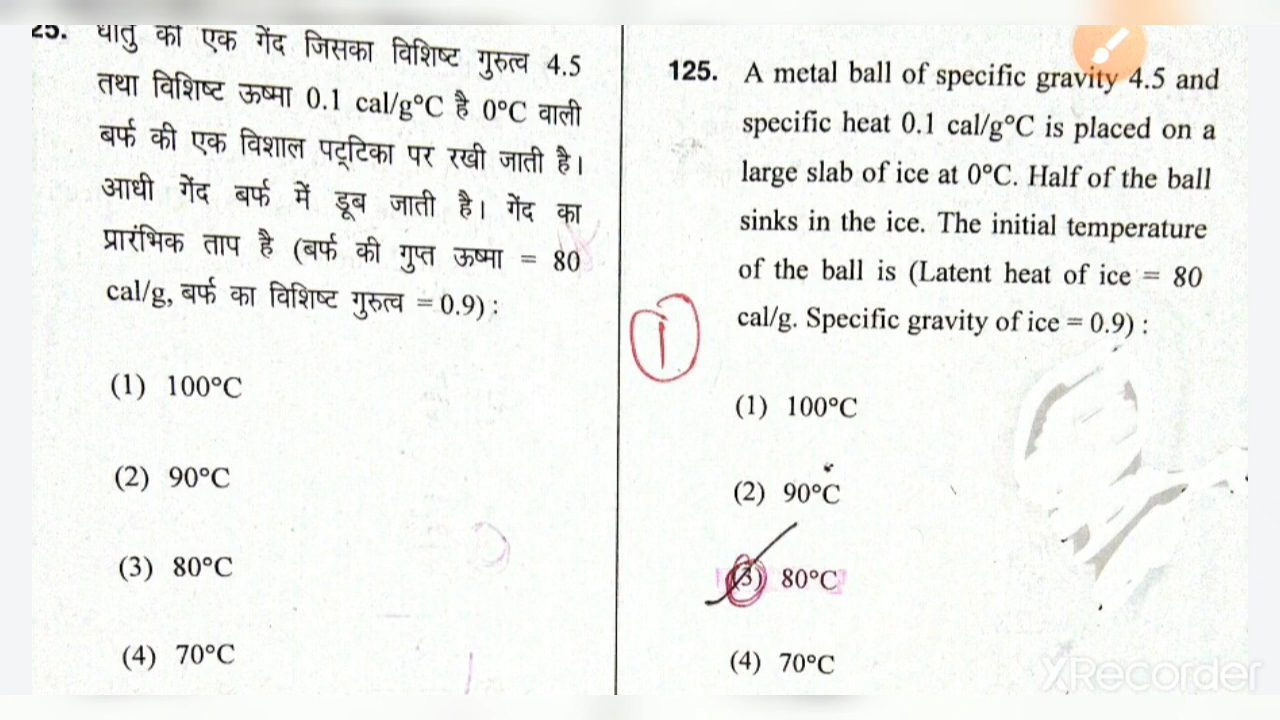 25. धातु की एक गेंद जिसका विशिष्ट गुरुत्व 4.5
तथा विशिष्ट ऊष्मा 0.1 cal/g°C है 0°C वाली
बर्फ की एक विशाल पट्टिका पर रखी जाती है।
आधी गेंद बर्फ में डूब जाती है। गेंद का
प्रारंभिक ताप है (बर्फ की गुप्त ऊष्मा = 80
cal/g, बर्फ का विशिष्ट गुरुत्व = 0.9) :
(1) 100°C
(2) 90°C
(3) 80°C
(4) 70°C
125. A metal ball of specific gravity 4.5 and
specific heat 0.1 cal/g°C is placed on a
large slab of ice at 0°C. Half of the ball
sinks in the ice. The initial temperature
of the ball is (Latent heat of ice = 80
cal/g. Specific gravity of ice = 0.9) :
1
(1) 100°C
(2) 90°C
(3) 80°C
(4) 70°C
XRecorder